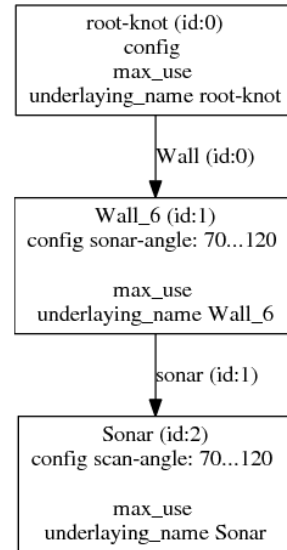 root-knot (id:0)
config
max_use
underlaying_name root-knot
Wall (id:0)
Wall_6 (id:1)
config sonar-angle: 70...120
max_use
underlaying_name Wall_6
sonar (id:1)
Sonar (id:2)
config scan-angle: 70...120
max_use
underlaying_name Sonar